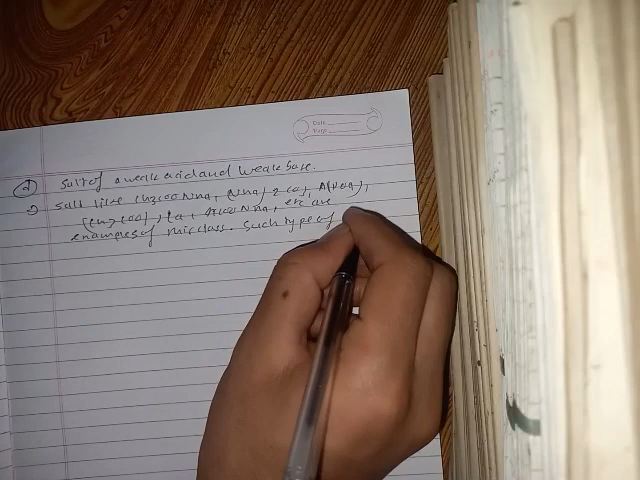 Date
Page
d) Salt of a weak acid and weak base.
Salt like CH3COONH4, (NH4)2CO3,
etc are
examples of this class. Such type of